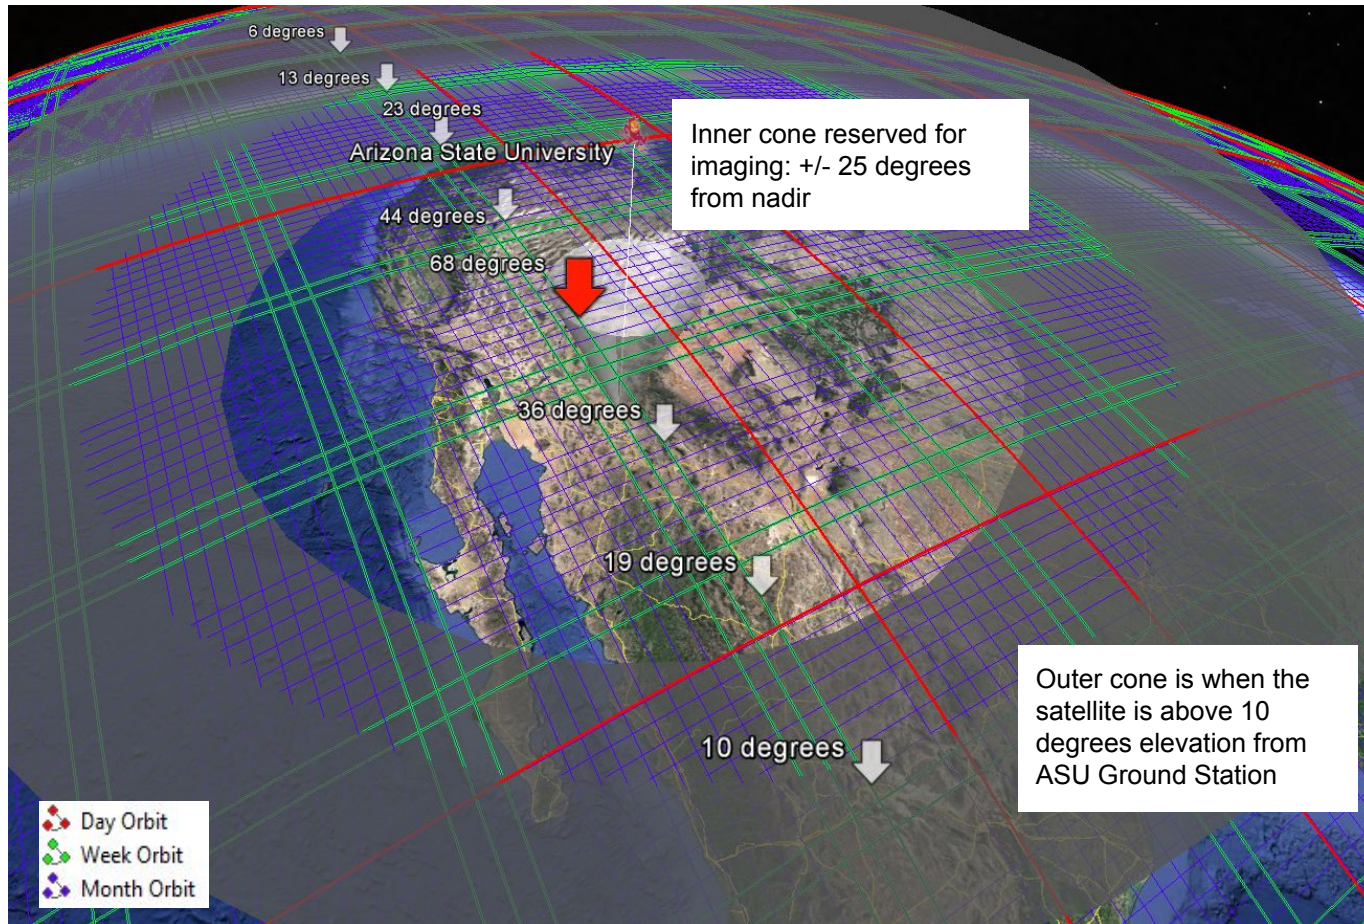 6 degrees
13 degrees
23 degrees
Arizona State University
44 degrees
68 degrees
36 degrees
19 degrees
10 degrees
Inner cone reserved for
imaging: +/- 25 degrees
from nadir
Outer cone is when the
satellite is above 10
degrees elevation from
ASU Ground Station
Day Orbit
Week Orbit
Month Orbit